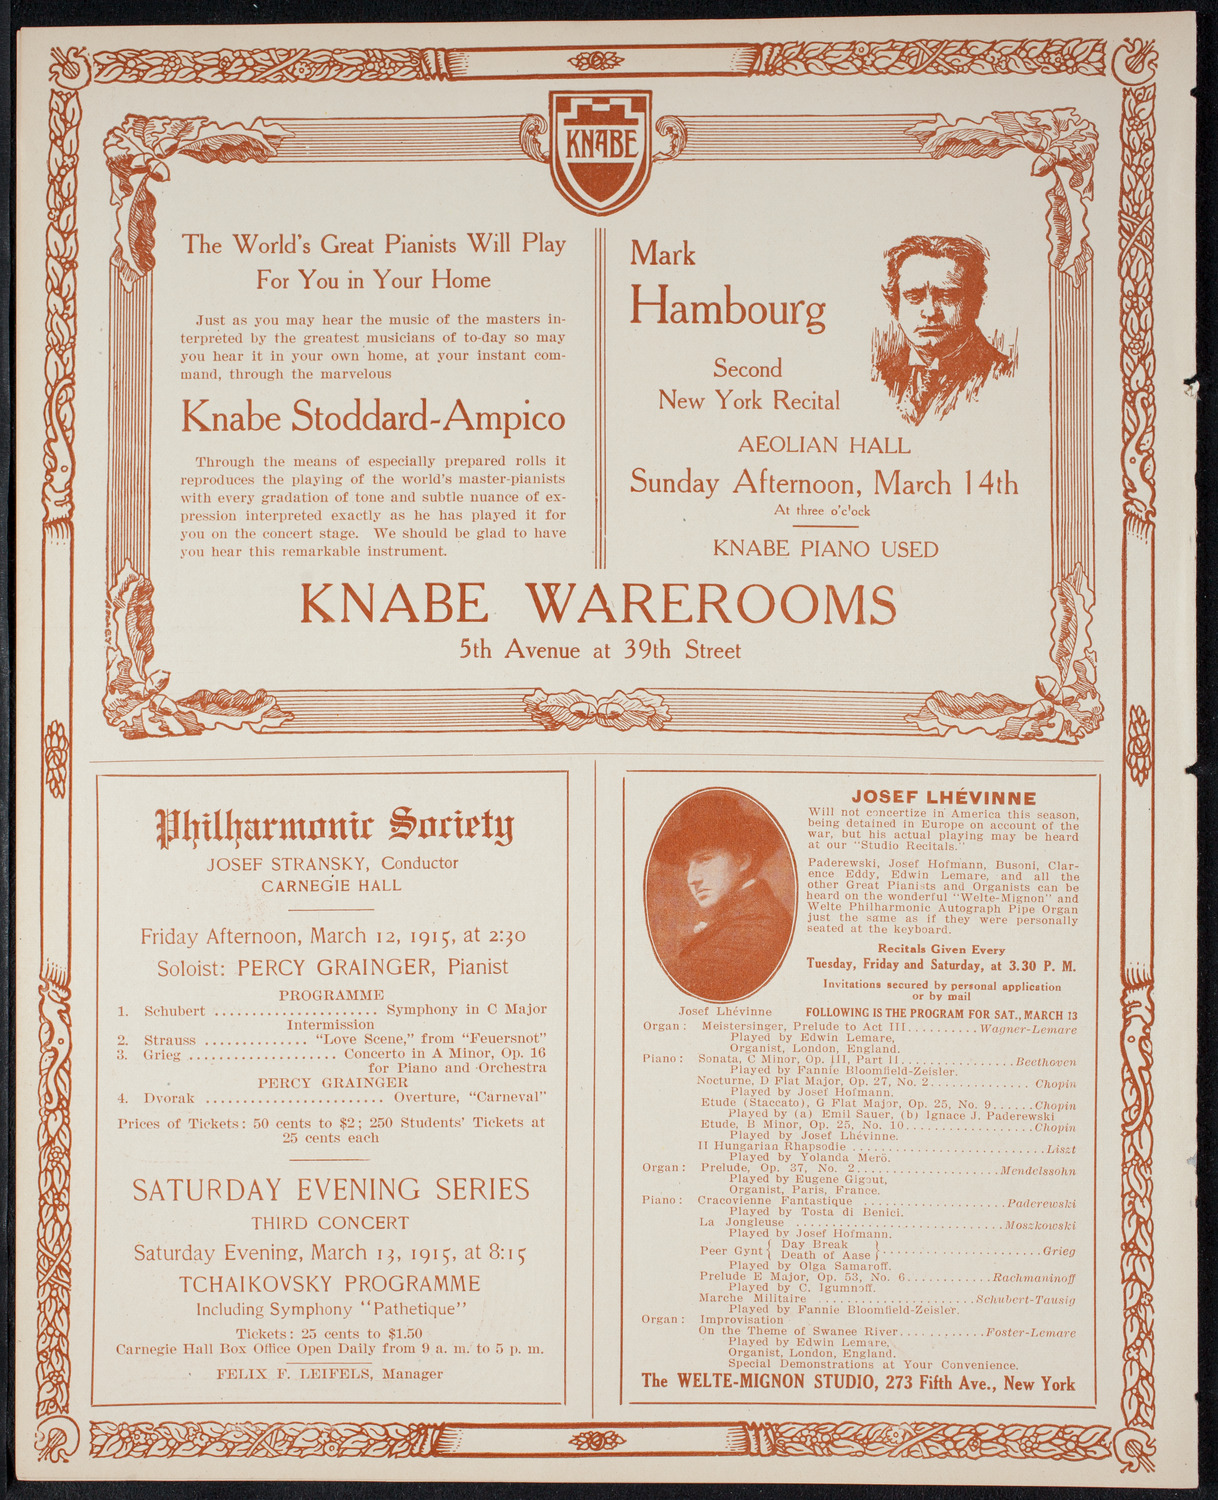 KNABE
The World's Great Pianists Will Play
For You in Your Home
Just as you may hear the music of the masters in-
terpreted by the greatest musicians of to-day so may
you hear it in your own home, at your instant com-
mand, through the marvelous
Knabe Stoddard-Ampico
Through the means of especially prepared rolls it
reproduces the playing of the world's master-pianists
with every gradation of tone and subtle nuance of ex-
pression interpreted exactly as he has played it for
you on the concert stage. We should be glad to have
you hear this remarkable instrument.
Mark
Hambourg
Second
New York Recital
AEOLIAN HALL
Sunday Afternoon, March 14th
At three o'c'ock
KNABE PIANO USED
KNABE WAREROOMS
5th Avenue at 39th Street
Philharmonic Society
JOSEF STRANSKY, Conductor
CARNEGIE HALL
Friday Afternoon, March 12, 1915, at 2:30
Soloist: PERCY GRAINGER, Pianist
PROGRAMME
1. Schubert ...................... Symphony in C Major
Intermission
2. Strauss .............. "Love Scene," from "Feuersnot"
3. Grieg .................... Concerto in A Minor, Op. 16
for Piano and Orchestra
PERCY GRAINGER
4. Dvorak ........................ Overture, "Carneval"
Prices of Tickets: 50 cents to $2; 250 Students' Tickets at
25 cents each
SATURDAY EVENING SERIES
THIRD CONCERT
Saturday Evening, March 13, 1915, at 8:15
TCHAIKOVSKY PROGRAMME
Including Symphony "Pathetique"
Tickets: 25 cents to $1.50
Carnegie Hall Box Office Open Daily from 9 a. m. to 5 p. m.
FELIX F. LEIFELS, Manager
JOSEF LHÉVINNE
Will not concertize in America this season,
being detained in Europe on account of the
war, but his actual playing may be heard
at our "Studio Recitals."
Paderewski, Josef Hofmann, Busoni, Clar-
ence Eddy, Edwin Lemare, and all the
other Great Pianists and Organists can be
heard on the wonderful "Welte-Mignon" and
Welte Philharmonic Autograph Pipe Organ
just the same as if they were personally
seated at the keyboard.
Recitals Given Every
Tuesday, Friday and Saturday, at 3.30 P. M.
Invitations secured by personal application
or by mail
Josef Lhévinne
FOLLOWING IS THE PROGRAM FOR SAT., MARCH 13
Organ: Meistersinger, Prelude to Act III..........Wagner-Lemare
Played by Edwin Lemare,
Organist, London, England.
Piano: Sonata, C Minor, Op. III, Part II................Beethoven
Played by Fannie Bloomfield-Zeisler.
Nocturne, D Flat Major, Op. 27, No. 2............... Chopin
Played by Josef Hofmann.
Etude (Staccato), G Flat Major, Op. 25, No. 9......Chopin
Played by (a) Emil Sauer, (b) Ignace J. Paderewski
Etude, B Minor, Op. 25, No. 10..................Chopin
Played by Josef Lhévinne.
II Hungarian Rhapsodie ............................Liszt
Played by Yolanda Merö.
Organ: Prelude, Op. 37, No. 2....................Mendelssohn
Played by Eugene Gigout,
Organist, Paris, France.
Piano: Cracovienne Fantastique ....................Paderewski
Played by Tosta di Benici.
La Jongleuse .............................Moszkowski
Played by Josef Hofmann.
Peer Gynt { Day Break
Death of Aase }.......................Grieg
Played by Olga Samaroff.
Prelude E Major, Op. 53, No. 6............Rachmaninoff
Played by C. Igumnoff.
Marche Militaire ......................Schubert-Tausig
Played by Fannie Bloomfield-Zeisler.
Organ: Improvisation
On the Theme of Swanee River............Foster-Lemare
Played by Edwin Lemare,
Organist, London, England.
Special Demonstrations at Your Convenience.
The WELTE-MIGNON STUDIO, 273 Fifth Ave., New York